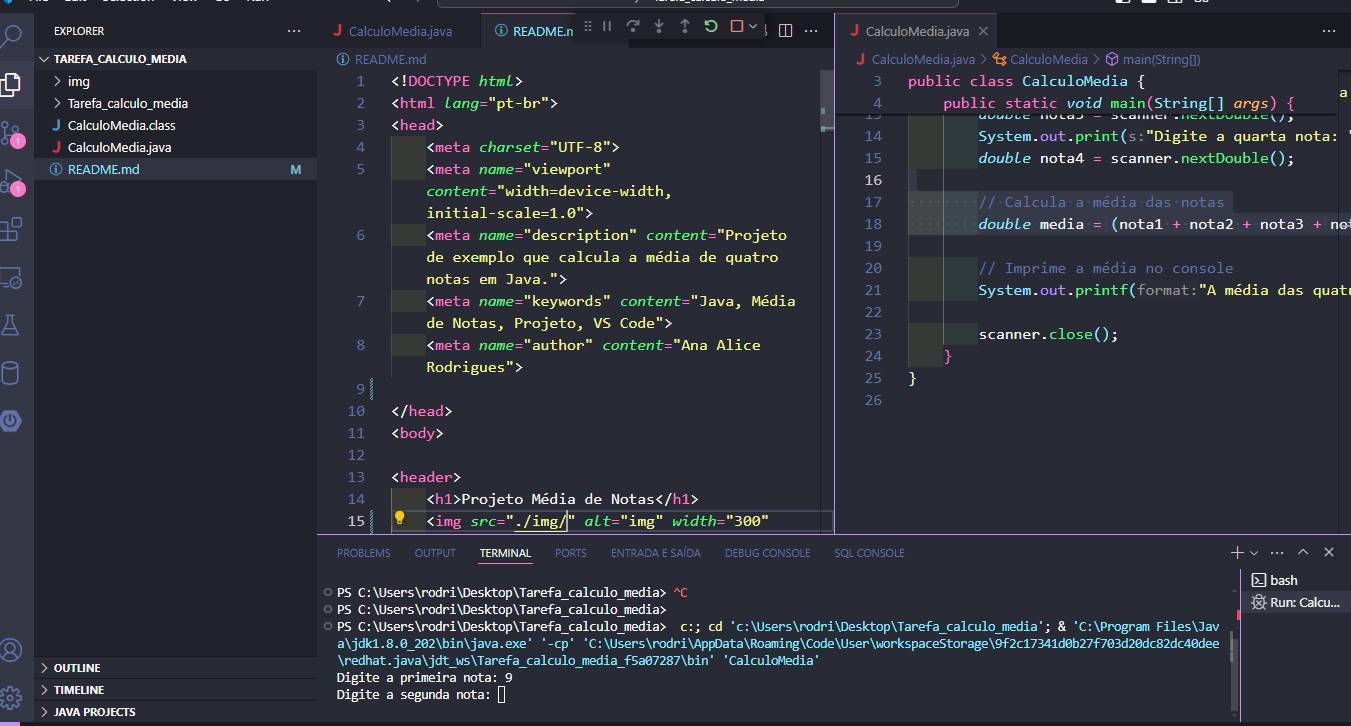 EXPLORER
TAREFA_CALCULO_MEDIA
img
Tarefa_calculo_media
CalculoMedia.class
CalculoMedia.java
README.md M
OUTLINE
TIMELINE
JAVA PROJECTS
1
1
CalculoMedia.java
README.m
README.md
1 <!DOCTYPE html>
2 <html lang="pt-br">
3 <head>
4 <meta charset="UTF-8">
5 <meta name="viewport"
content="width=device-width,
initial-scale=1.0">
6 <meta name="description" content="Projeto
de exemplo que calcula a média de quatro
notas em Java.">
7 <meta name="keywords" content="Java, Média
de Notas, Projeto, VS Code">
8 <meta name="author" content="Ana Alice
Rodrigues">
9
10 </head>
11 <body>
12
13 <header>
14 <h1>Projeto Média de Notas</h1>
15 <img src="./img/" alt="img" width="300"
CalculoMedia.java
CalculoMedia.java > CalculoMedia > main(String[])
3 public class CalculoMedia {
4 public static void main(String[] args) {
13 double nota3 = scanner.nextDouble();
14 System.out.print(s:"Digite a quarta nota: "
15 double nota4 = scanner.nextDouble();
16
17 // Calcula a média das notas
18 double media = (nota1 + nota2 + nota3 + not
19
20 // Imprime a média no console
21 System.out.printf(format:"A média das quatr
22
23 scanner.close();
24 }
25 }
26
PROBLEMS OUTPUT TERMINAL PORTS ENTRADA E SAÍDA DEBUG CONSOLE SQL CONSOLE
PS C:\Users\rodri\Desktop\Tarefa_calculo_media> ^C
PS C:\Users\rodri\Desktop\Tarefa_calculo_media>
PS C:\Users\rodri\Desktop\Tarefa_calculo_media> c:; cd 'c:\Users\rodri\Desktop\Tarefa_calculo_media'; & 'C:\Program Files\Jav
a\jdk1.8.0_202\bin\java.exe' '-cp' 'C:\Users\rodri\AppData\Roaming\Code\User\workspaceStorage\9f2c17341d0b27f703d20dc82dc40dee
\redhat.java\jdt_ws\Tarefa_calculo_media_f5a07287\bin' 'CalculoMedia'
Digite a primeira nota: 9
Digite a segunda nota:
bash
Run: Calcu...